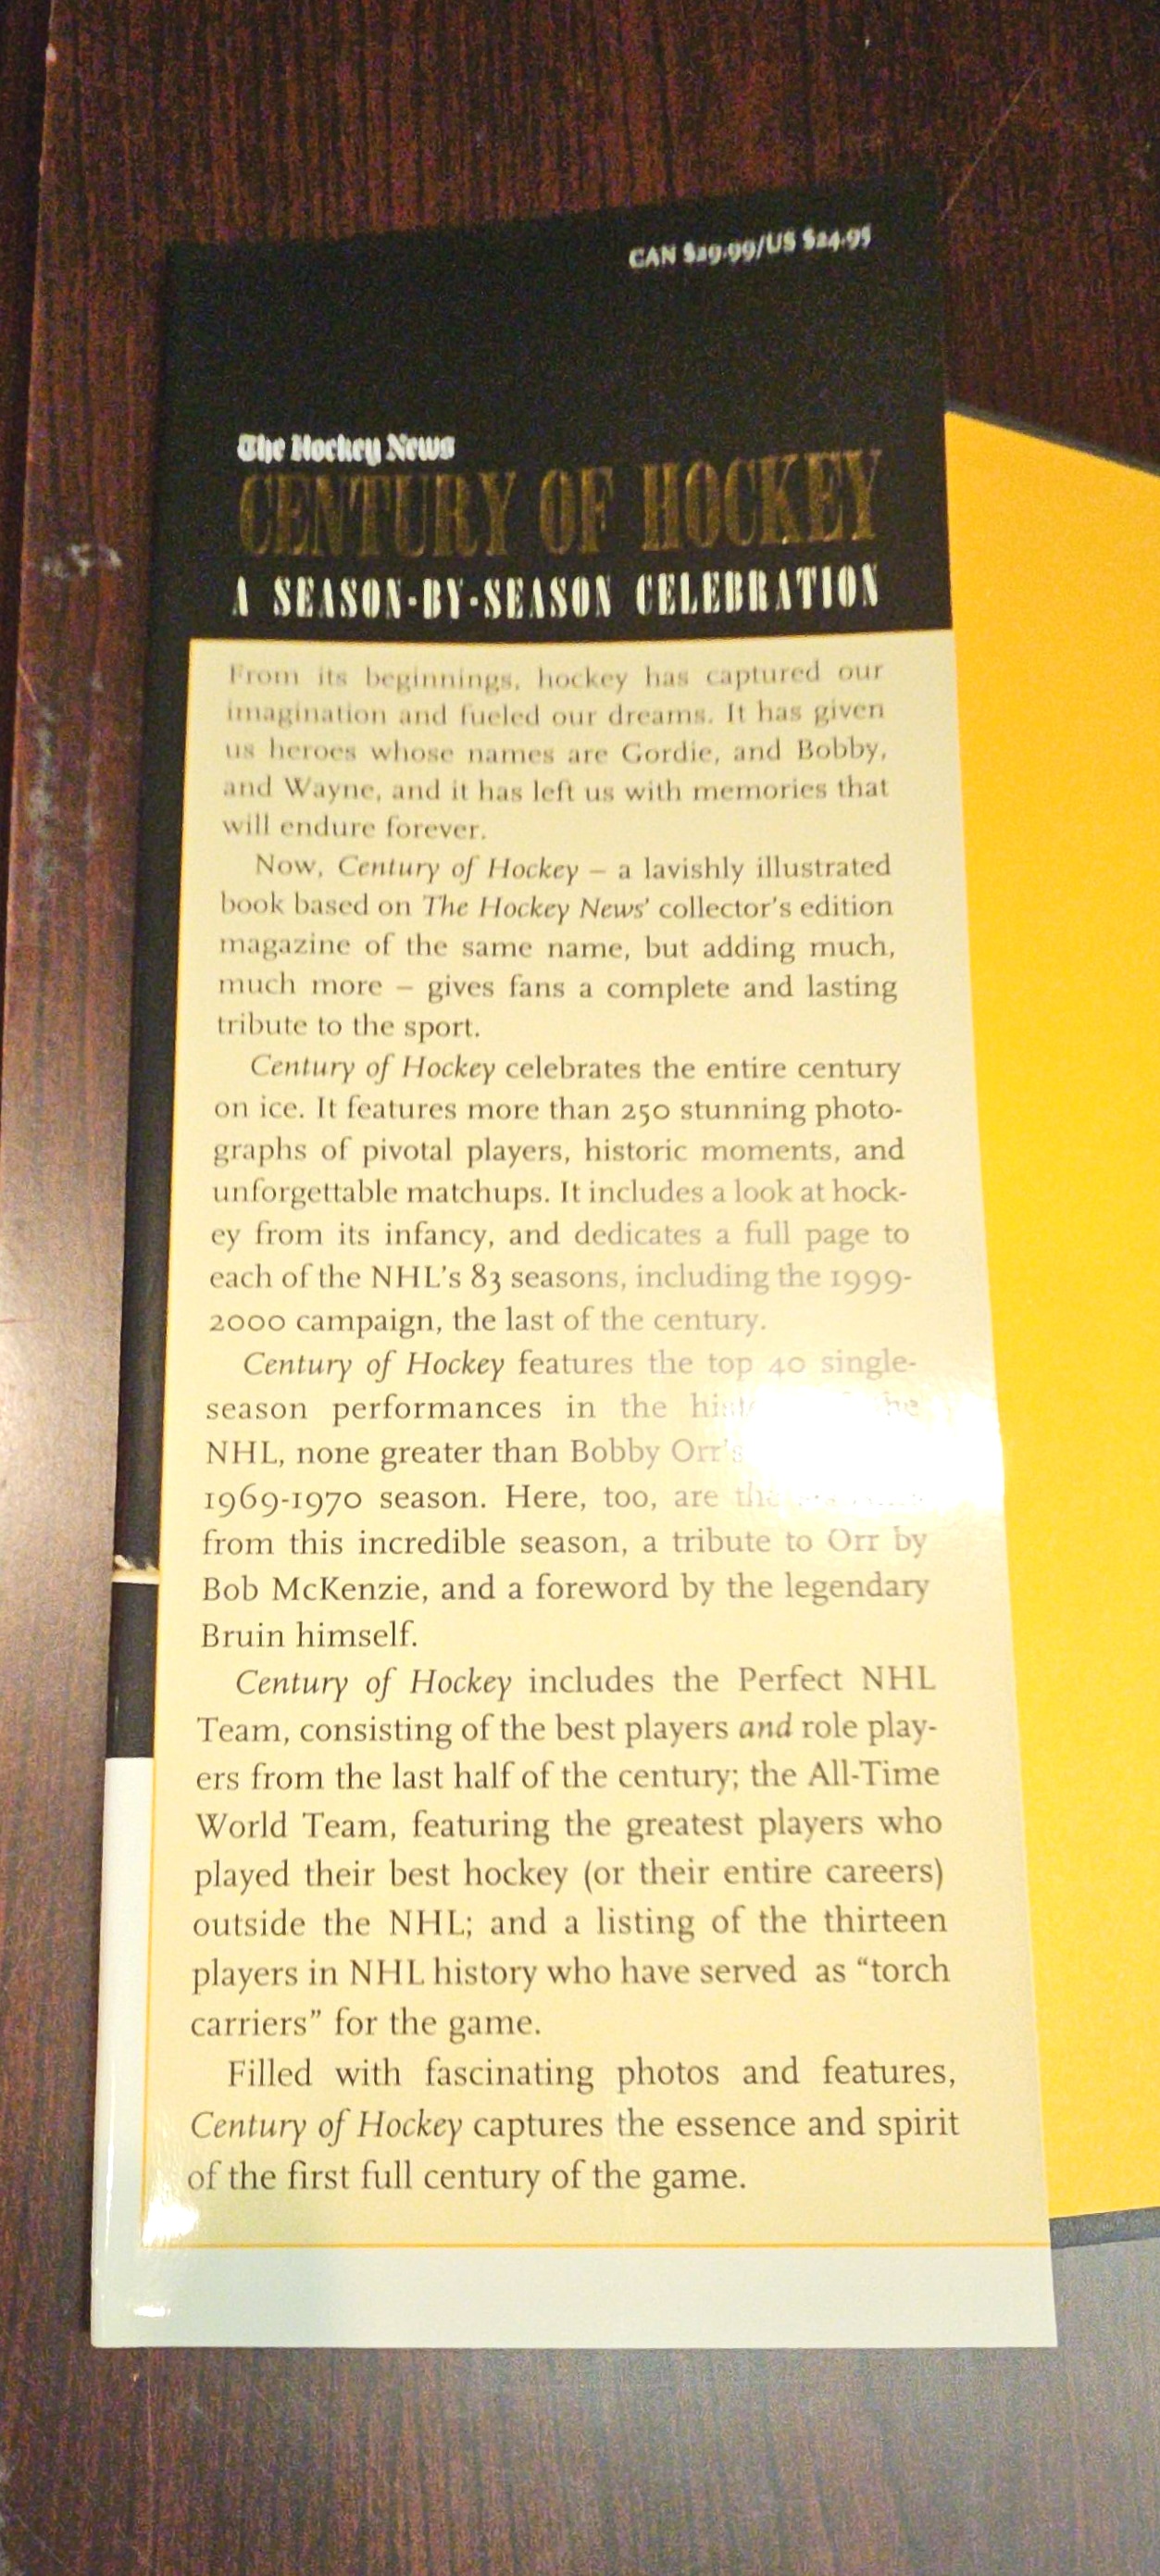 CAN $29.99/US $24.95
The Hockey News
CENTURY OF HOCKEY
A SEASON-BY-SEASON CELEBRATION
From its beginnings, hockey has captured our
imagination and fueled our dreams. It has given
us heroes whose names are Gordie, and Bobby,
and Wayne, and it has left us with memories that
will endure forever.
Now, Century of Hockey – a lavishly illustrated
book based on The Hockey News' collector's edition
magazine of the same name, but adding much,
much more – gives fans a complete and lasting
tribute to the sport.
Century of Hockey celebrates the entire century
on ice. It features more than 250 stunning photo-
graphs of pivotal players, historic moments, and
unforgettable matchups. It includes a look at hock-
ey from its infancy, and dedicates a full page to
each of the NHL's 83 seasons, including the 1999-
2000 campaign, the last of the century.
Century of Hockey features the top 40 single-
season performances in the
NHL, none greater than Bobby Orr's
1969-1970 season. Here, too, are
from this incredible season, a tribute to Orr by
Bob McKenzie, and a foreword by the legendary
Bruin himself.
Century of Hockey includes the Perfect NHL
Team, consisting of the best players and role play-
ers from the last half of the century; the All-Time
World Team, featuring the greatest players who
played their best hockey (or their entire careers)
outside the NHL; and a listing of the thirteen
players in NHL history who have served as “torch
carriers” for the game.
Filled with fascinating photos and features,
Century of Hockey captures the essence and spirit
of the first full century of the game.